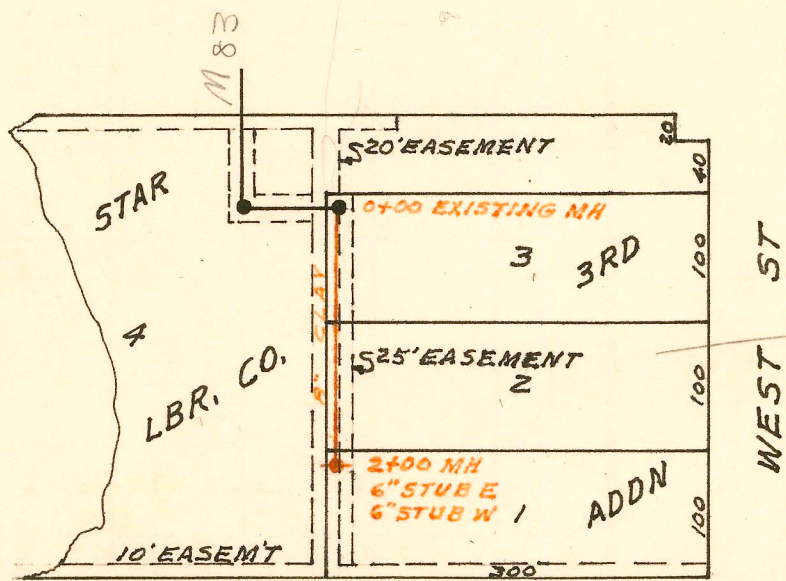 M 83
20' EASEMENT
20
40
STAR
0+00 EXISTING MH
3
3RD
100
4
8" CLAY
25' EASEMENT
2
100
LBR. CO.
WEST ST
2+00 MH
6" STUB E
6" STUB W
1
ADDN
100
10' EASEM'T
300